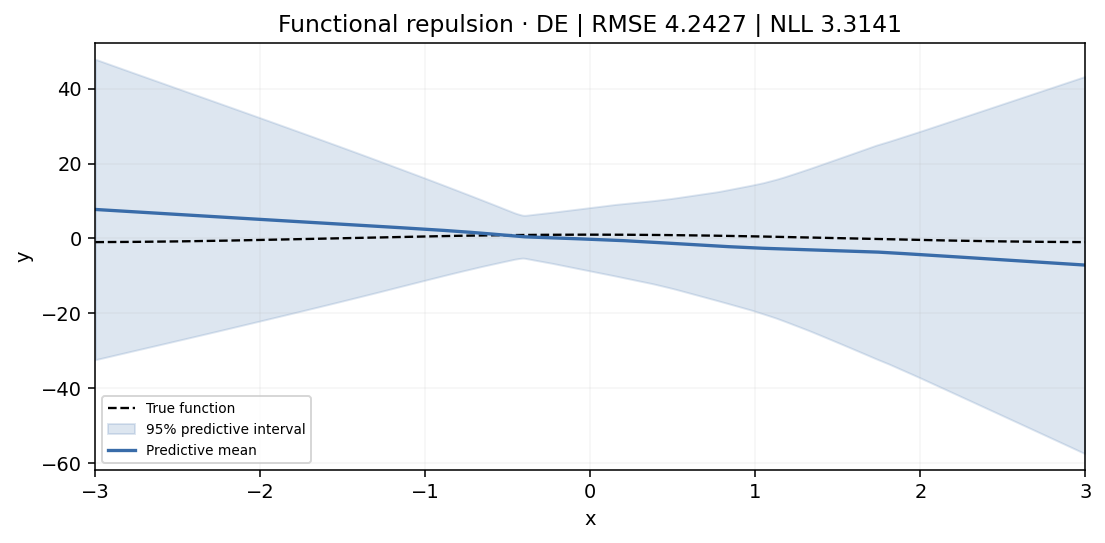 Functional repulsion · DE | RMSE 4.2427 | NLL 3.3141
y
40
20
0
−20
−40
−60
True function
95% predictive interval
Predictive mean
−3
−2
−1
0
1
2
3
x